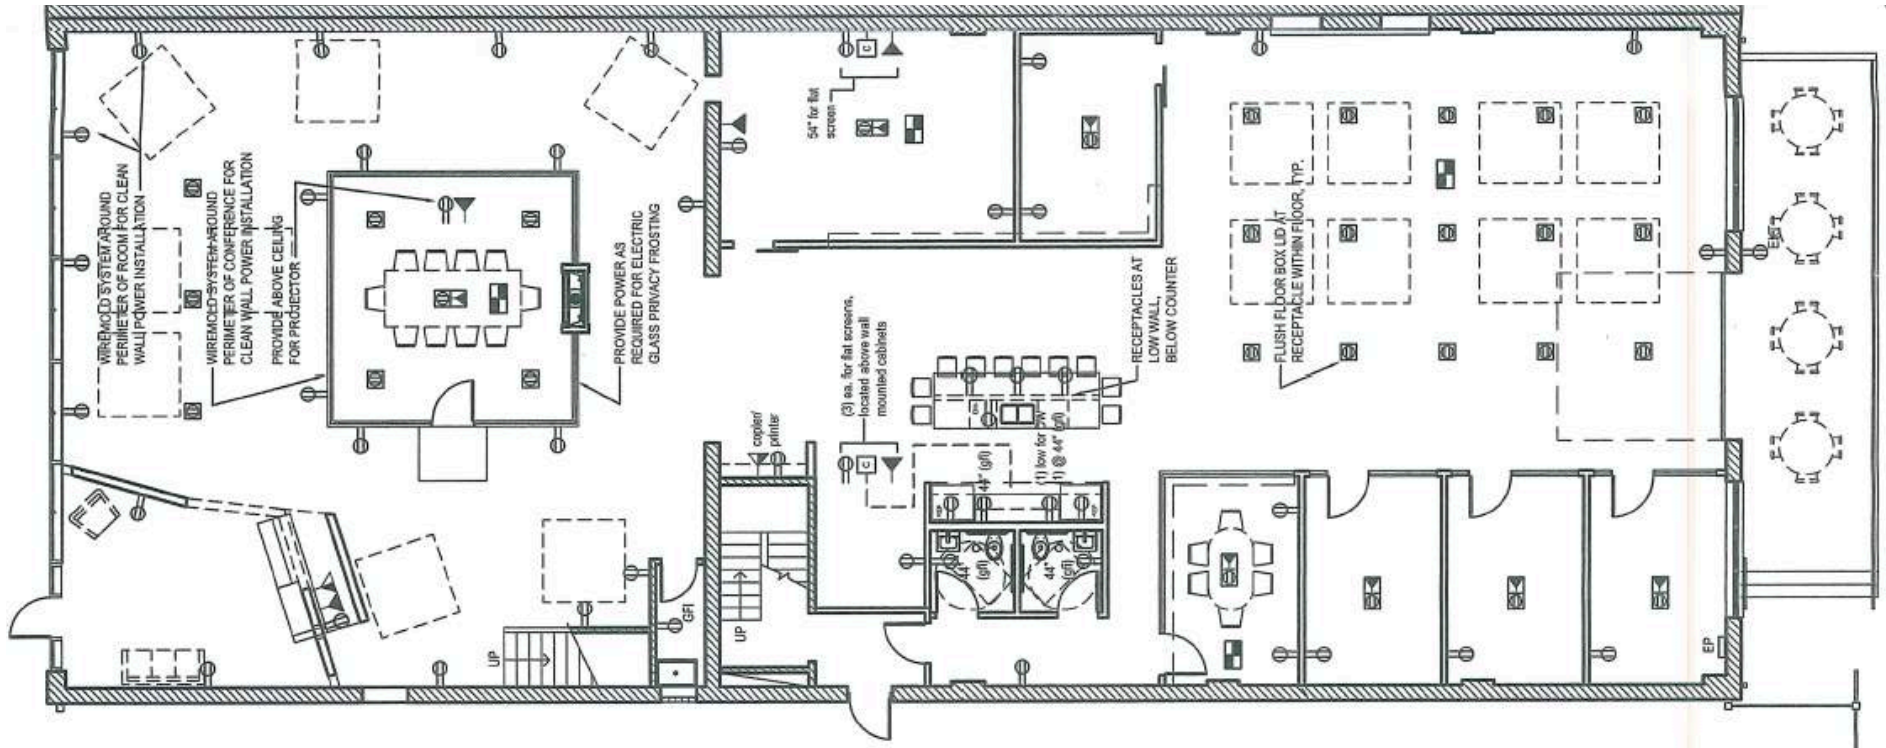 WIREMOLD SYSTEM AROUND
PERIMETER OF ROOM FOR CLEAN
WALL POWER INSTALLATION
WIREMOLD SYSTEM AROUND
PERIMETER OF CONFERENCE FOR
CLEAN WALL POWER INSTALLATION
PROVIDE ABOVE CEILING
FOR PROJECTOR
PROVIDE POWER AS
REQUIRED FOR ELECTRIC
GLASS PRIVACY FROSTING
54" for flat
screen
C
(3) ea. for flat screens,
located above wall
mounted cabinets
C
copier/
printer
RECEPTACLES AT
LOW WALL,
BELOW COUNTER
FLUSH FLOOR BOX LID AT
RECEPTACLE WITHIN FLOOR, TYP.
44" (gfi)
(1) low for
1) @ 44" (gfi)
44"
(gfi)
44"
(gfi)
UP
GFI
UP
EP